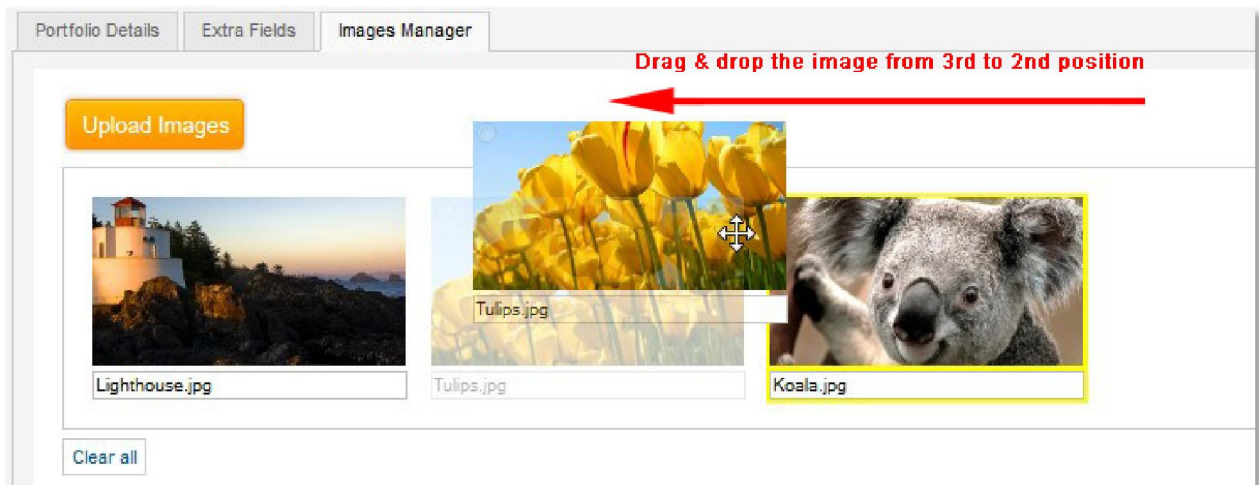 Portfolio Details
Extra Fields
Images Manager
Drag & drop the image from 3rd to 2nd position
Upload Images
Tulips.jpg
Lighthouse.jpg
Tulips.jpg
Koala.jpg
Clear all